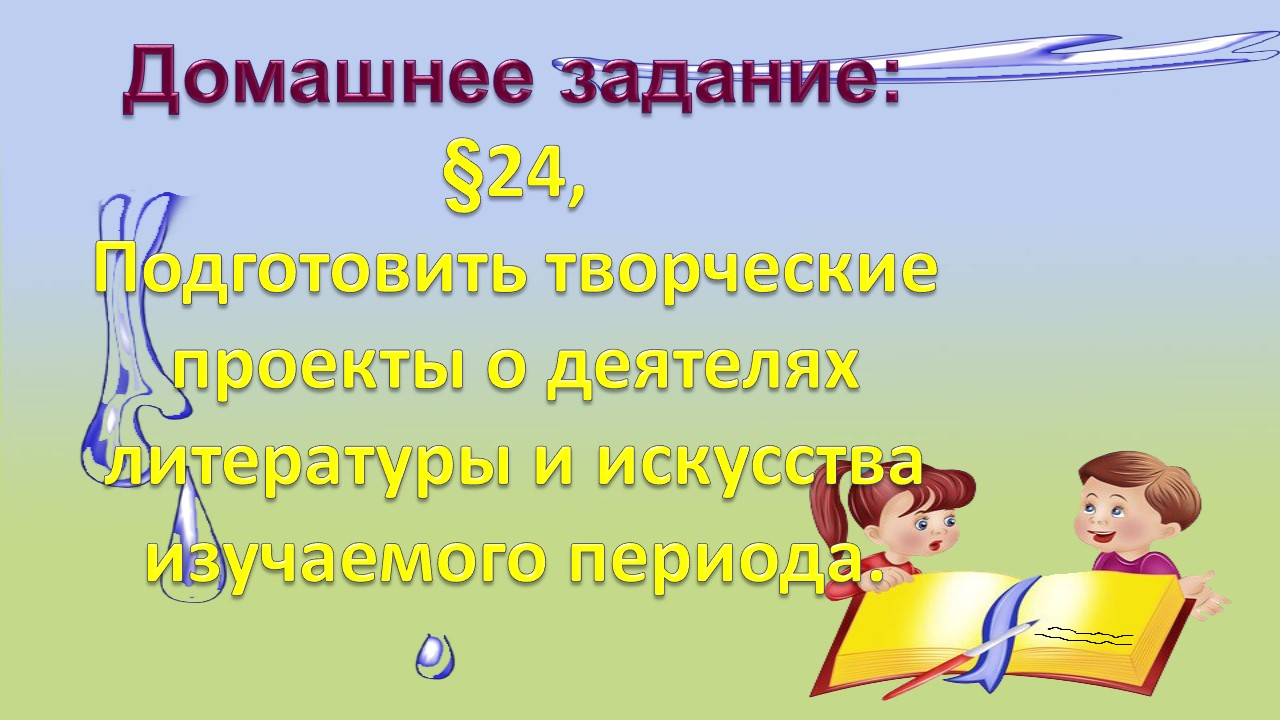 Домашнее задание:
§24,
Подготовить творческие
проекты о деятелях
литературы и искусства
изучаемого периода.